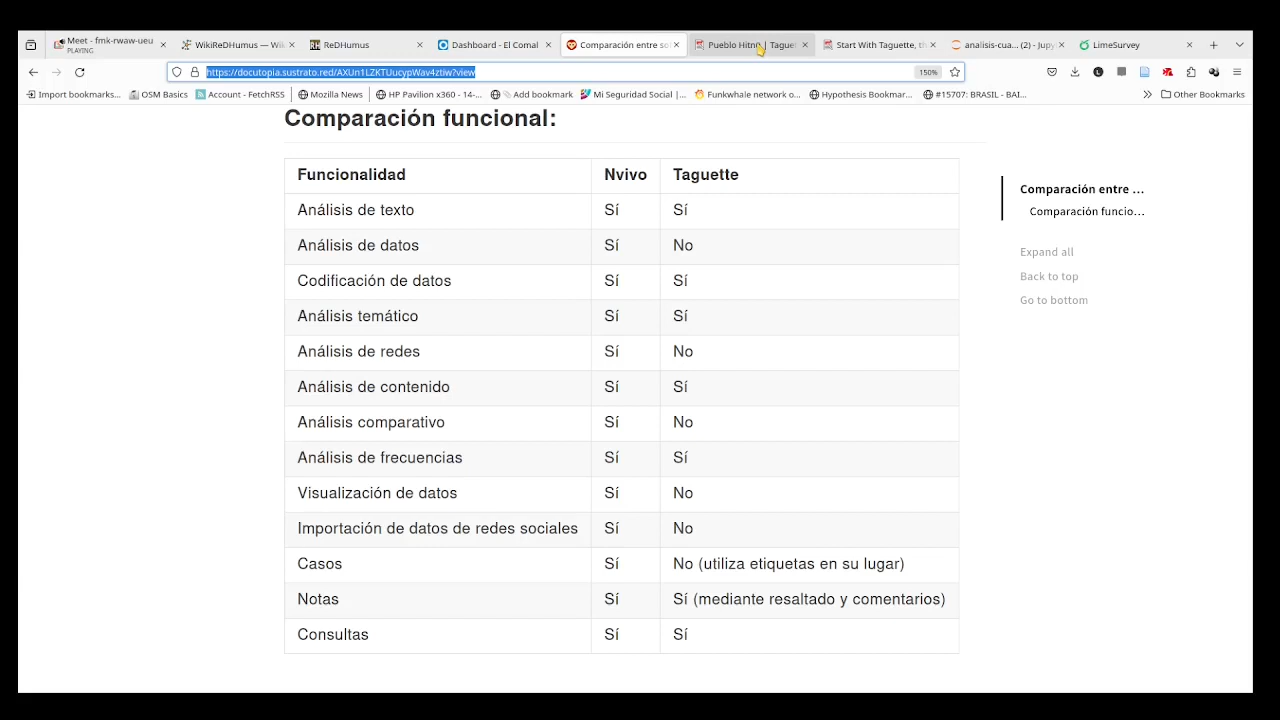 Meet - fmk-rwaw-ueu
PLAYING
WikiReDHumus — Wi
ReDHumus
Dashboard - El Comal
Comparación entre so
Pueblo Hitn | Taguet
Start With Taguette, th
analisis-cua... (2) - Jupy
LimeSurvey
https://docutopia.sustrato.red/AXUn1LZKTUucypWav4ztiw?view
150%
Import bookmarks...
OSM Basics
Account - FetchRSS
Mozilla News
HP Pavilion x360 - 14-...
Add bookmark
Mi Seguridad Social |...
Funkwhale network o...
Hypothesis Bookmar...
#15707: BRASIL - BAI...
Other Bookmarks
Comparación funcional:
Funcionalidad Nvivo Taguette
Análisis de texto Sí Sí
Análisis de datos Sí No
Codificación de datos Sí Sí
Análisis temático Sí Sí
Análisis de redes Sí No
Análisis de contenido Sí Sí
Análisis comparativo Sí No
Análisis de frecuencias Sí Sí
Visualización de datos Sí No
Importación de datos de redes sociales Sí No
Casos Sí No (utiliza etiquetas en su lugar)
Notas Sí Sí (mediante resaltado y comentarios)
Consultas Sí Sí
Comparación entre ...
Comparación funcio...
Expand all
Back to top
Go to bottom